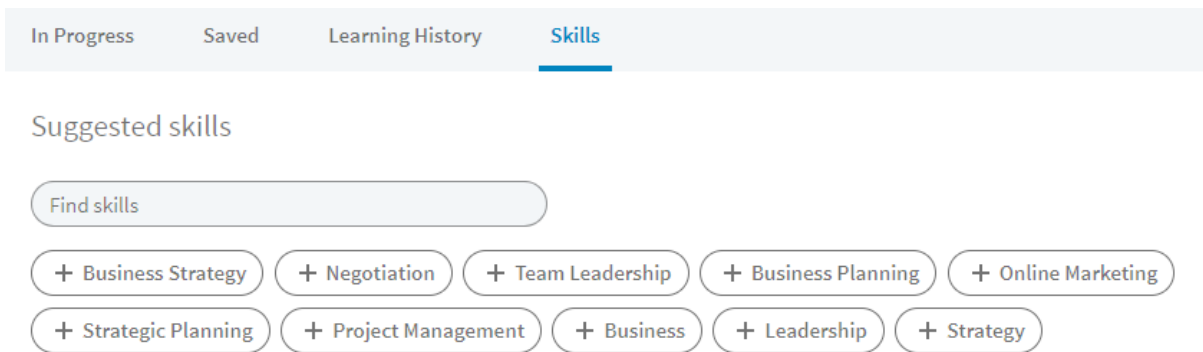 In Progress Saved Learning History Skills
Suggested skills
Find skills
+ Business Strategy + Negotiation + Team Leadership + Business Planning + Online Marketing
+ Strategic Planning + Project Management + Business + Leadership + Strategy